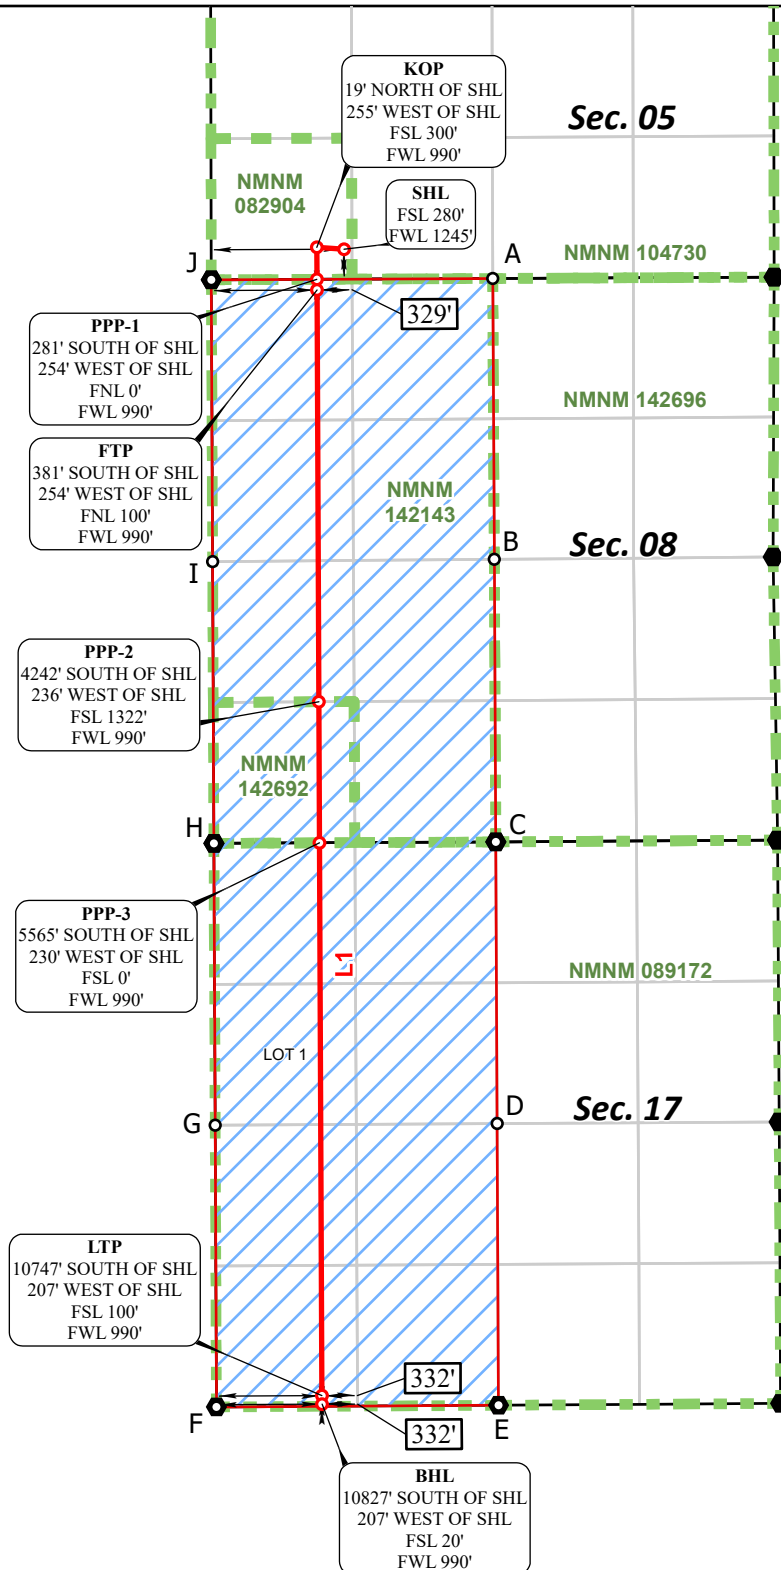 KOP
19' NORTH OF SHL
255' WEST OF SHL
FSL 300'
FWL 990'
Sec. 05
NMNM
082904
SHL
FSL 280'
FWL 1245'
J
A
NMNM 104730
329'
PPP-1
281' SOUTH OF SHL
254' WEST OF SHL
FNL 0'
FWL 990'
NMNM 142696
FTP
381' SOUTH OF SHL
254' WEST OF SHL
FNL 100'
FWL 990'
NMNM
142143
I
B
Sec. 08
PPP-2
4242' SOUTH OF SHL
236' WEST OF SHL
FSL 1322'
FWL 990'
NMNM
142692
H
C
PPP-3
5565' SOUTH OF SHL
230' WEST OF SHL
FSL 0'
FWL 990'
L1
NMNM 089172
LOT 1
G
D
Sec. 17
LTP
10747' SOUTH OF SHL
207' WEST OF SHL
FSL 100'
FWL 990'
332'
F
E
332'
BHL
10827' SOUTH OF SHL
207' WEST OF SHL
FSL 20'
FWL 990'